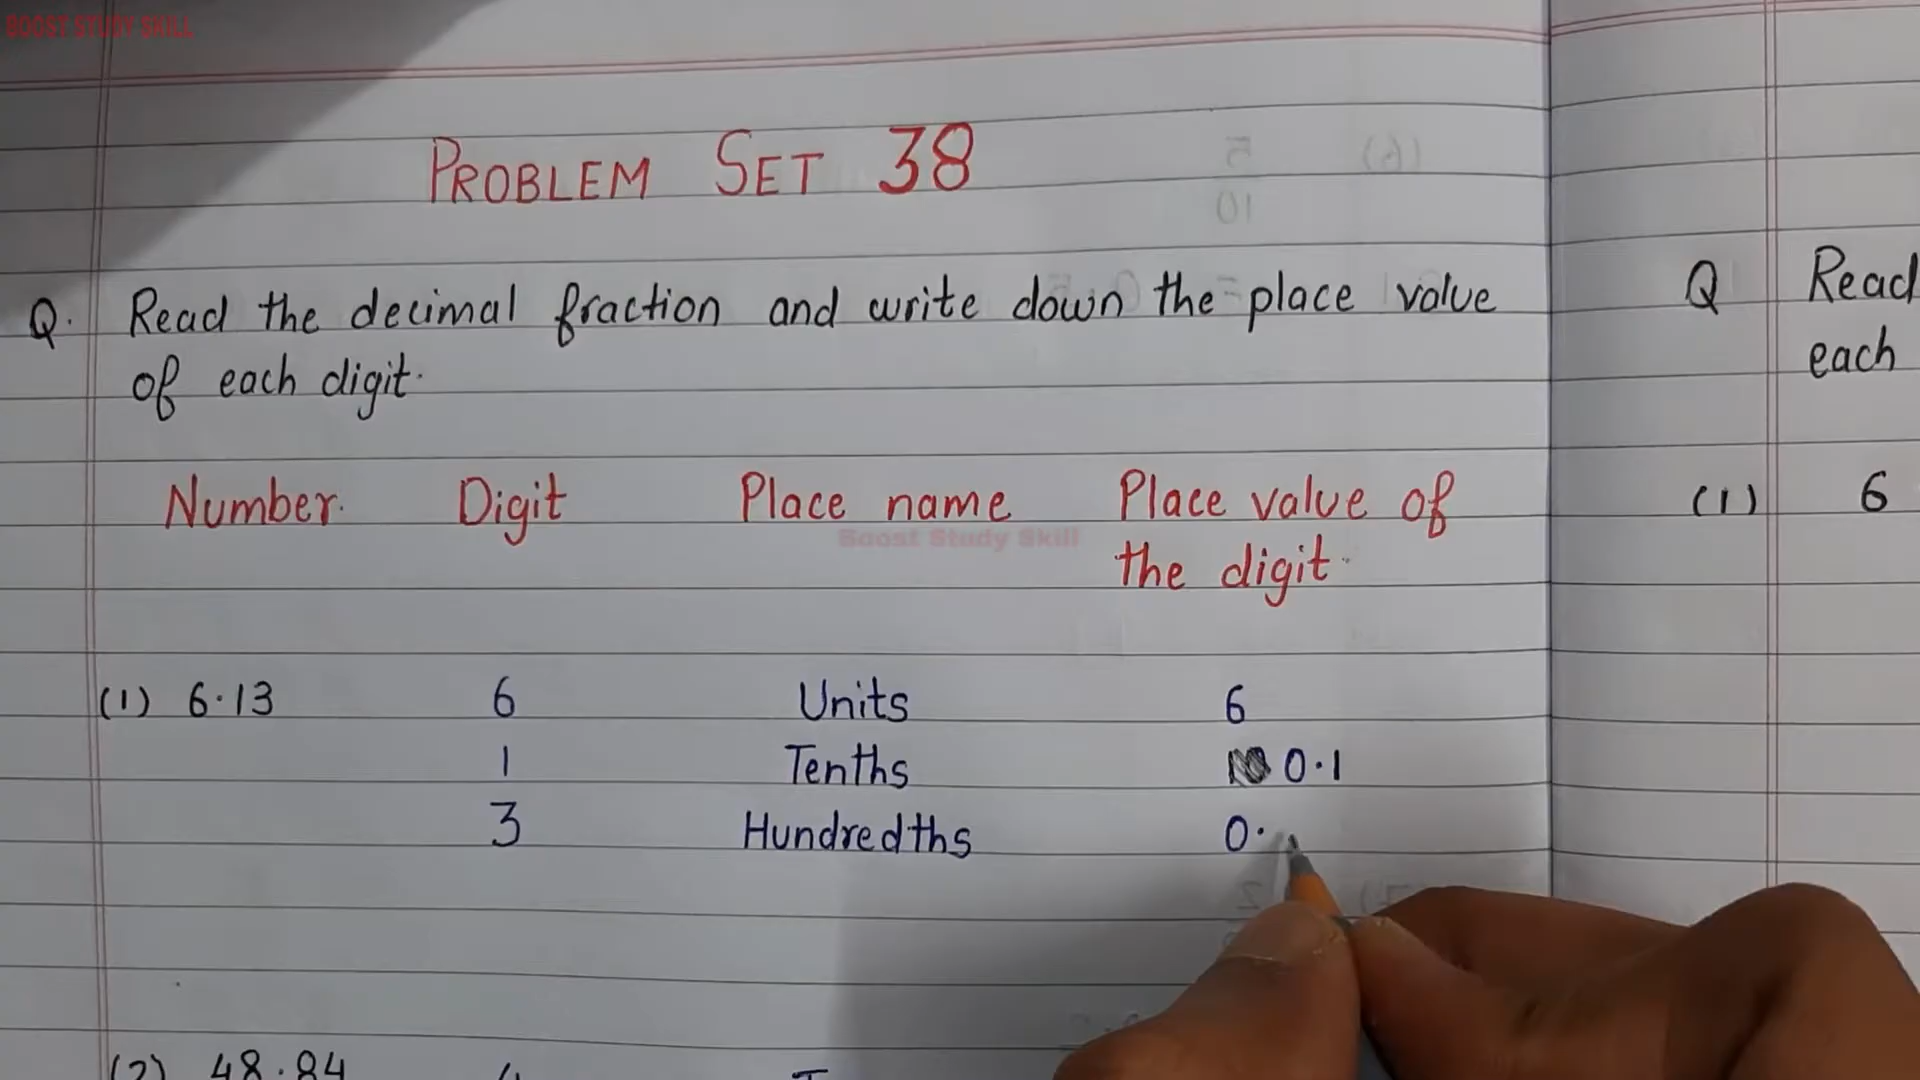 BOOST STUDY SKILL
PROBLEM SET 38
Q. Read the decimal fraction and write down the place value
of each digit.
Number. Digit Place name Place value of
the digit.
Boost Study Skill
(1) 6.13 6 Units 6
1 Tenths 0.1
3 Hundredths 0.
(2) 48.84 4
Q Read
each
(1) 6